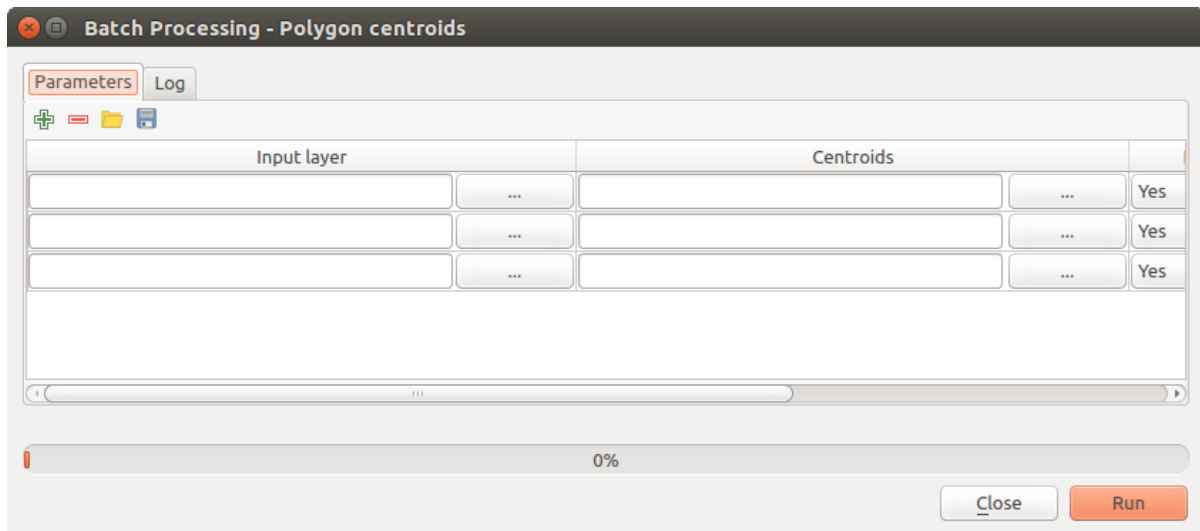 Batch Processing - Polygon centroids
Parameters Log
Input layer Centroids
... ... Yes
... ... Yes
... ... Yes
0%
Close Run